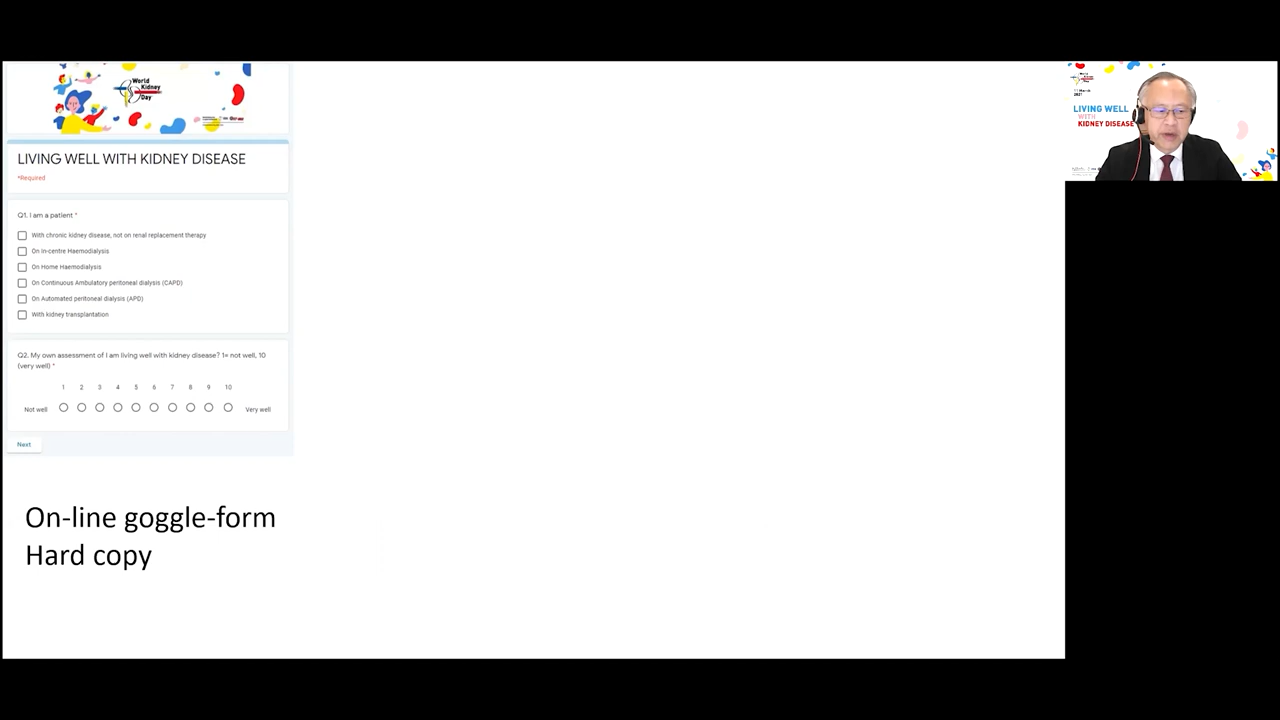 World
Kidney
Day
LIVING WELL WITH KIDNEY DISEASE
*Required
Q1. I am a patient *
With chronic kidney disease, not on renal replacement therapy
On In-centre Haemodialysis
On Home Haemodialysis
On Continuous Ambulatory peritoneal dialysis (CAPD)
On Automated peritoneal dialysis (APD)
With kidney transplantation
Q2. My own assessment of I am living well with kidney disease? 1= not well, 10
(very well) *
1 2 3 4 5 6 7 8 9 10
Not well Very well
Next
On-line goggle-form
Hard copy
2021
LIVING WELL
WITH
KIDNEY DISEASE